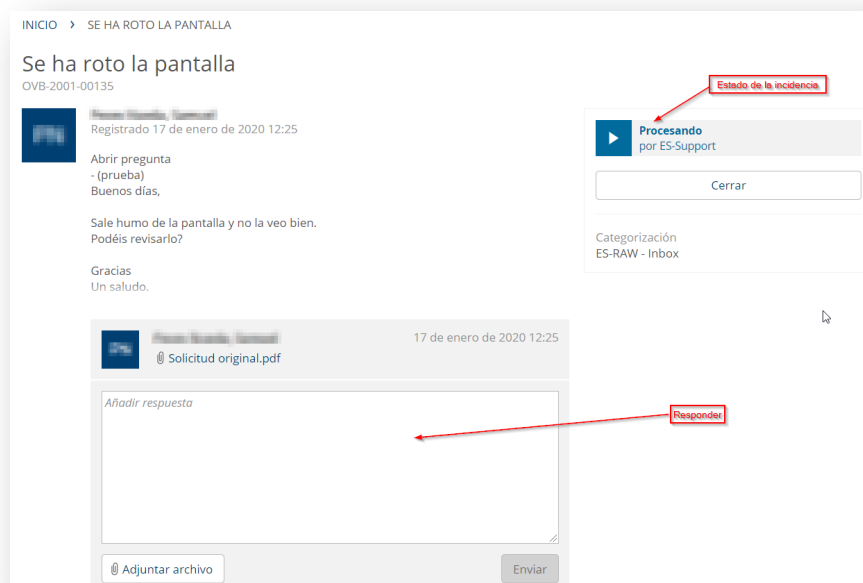 INICIO > SE HA ROTO LA PANTALLA
Se ha roto la pantalla
OVB-2001-00135
Estado de la incidencia
Registrado 17 de enero de 2020 12:25
Procesando
por ES-Support
Abrir pregunta
- (prueba)
Buenos días,
Cerrar
Sale humo de la pantalla y no la veo bien.
Podéis revisarlo?
Categorización
ES-RAW - Inbox
Gracias
Un saludo.
17 de enero de 2020 12:25
Solicitud original.pdf
Añadir respuesta
Responder
Adjuntar archivo
Enviar